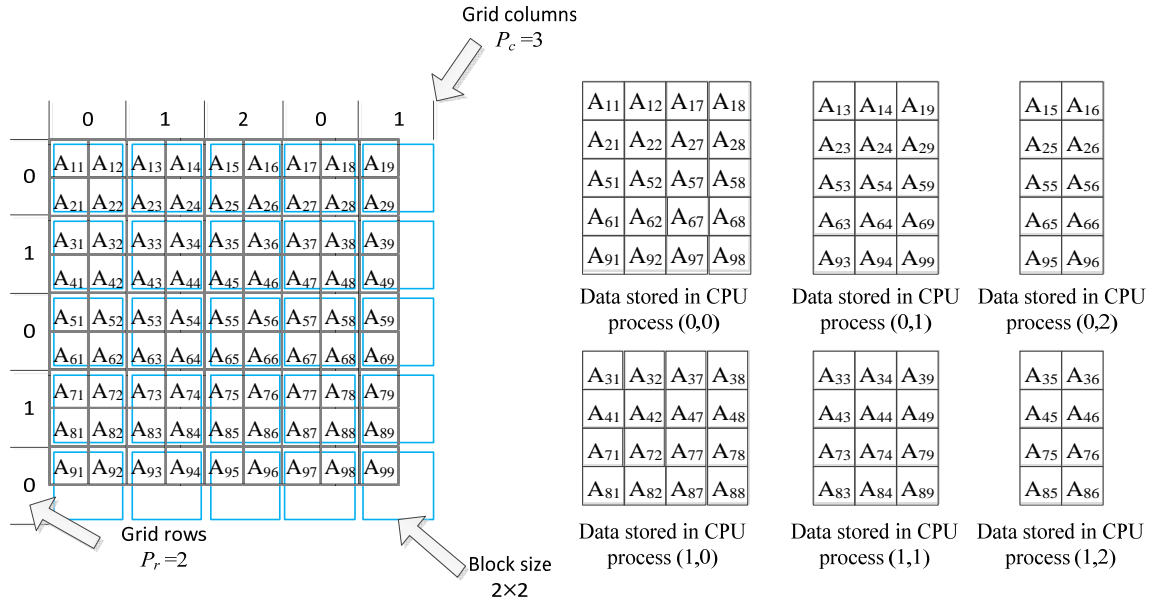 Grid columns
P_c =3
0 1 2 0 1
0
1
0
1
0
A₁₁ A₁₂ A₁₃ A₁₄ A₁₅ A₁₆ A₁₇ A₁₈ A₁₉
A₂₁ A₂₂ A₂₃ A₂₄ A₂₅ A₂₆ A₂₇ A₂₈ A₂₉
A₃₁ A₃₂ A₃₃ A₃₄ A₃₅ A₃₆ A₃₇ A₃₈ A₃₉
A₄₁ A₄₂ A₄₃ A₄₄ A₄₅ A₄₆ A₄₇ A₄₈ A₄₉
A₅₁ A₅₂ A₅₃ A₅₄ A₅₅ A₅₆ A₅₇ A₅₈ A₅₉
A₆₁ A₆₂ A₆₃ A₆₄ A₆₅ A₆₆ A₆₇ A₆₈ A₆₉
A₇₁ A₇₂ A₇₃ A₇₄ A₇₅ A₇₆ A₇₇ A₇₈ A₇₉
A₈₁ A₈₂ A₈₃ A₈₄ A₈₅ A₈₆ A₈₇ A₈₈ A₈₉
A₉₁ A₉₂ A₉₃ A₉₄ A₉₅ A₉₆ A₉₇ A₉₈ A₉₉
Grid rows
P_r =2
Block size
2×2
A₁₁ A₁₂ A₁₇ A₁₈
A₂₁ A₂₂ A₂₇ A₂₈
A₅₁ A₅₂ A₅₇ A₅₈
A₆₁ A₆₂ A₆₇ A₆₈
A₉₁ A₉₂ A₉₇ A₉₈
Data stored in CPU
process (0,0)
A₁₃ A₁₄ A₁₉
A₂₃ A₂₄ A₂₉
A₅₃ A₅₄ A₅₉
A₆₃ A₆₄ A₆₉
A₉₃ A₉₄ A₉₉
Data stored in CPU
process (0,1)
A₁₅ A₁₆
A₂₅ A₂₆
A₅₅ A₅₆
A₆₅ A₆₆
A₉₅ A₉₆
Data stored in CPU
process (0,2)
A₃₁ A₃₂ A₃₇ A₃₈
A₄₁ A₄₂ A₄₇ A₄₈
A₇₁ A₇₂ A₇₇ A₇₈
A₈₁ A₈₂ A₈₇ A₈₈
Data stored in CPU
process (1,0)
A₃₃ A₃₄ A₃₉
A₄₃ A₄₄ A₄₉
A₇₃ A₇₄ A₇₉
A₈₃ A₈₄ A₈₉
Data stored in CPU
process (1,1)
A₃₅ A₃₆
A₄₅ A₄₆
A₇₅ A₇₆
A₈₅ A₈₆
Data stored in CPU
process (1,2)